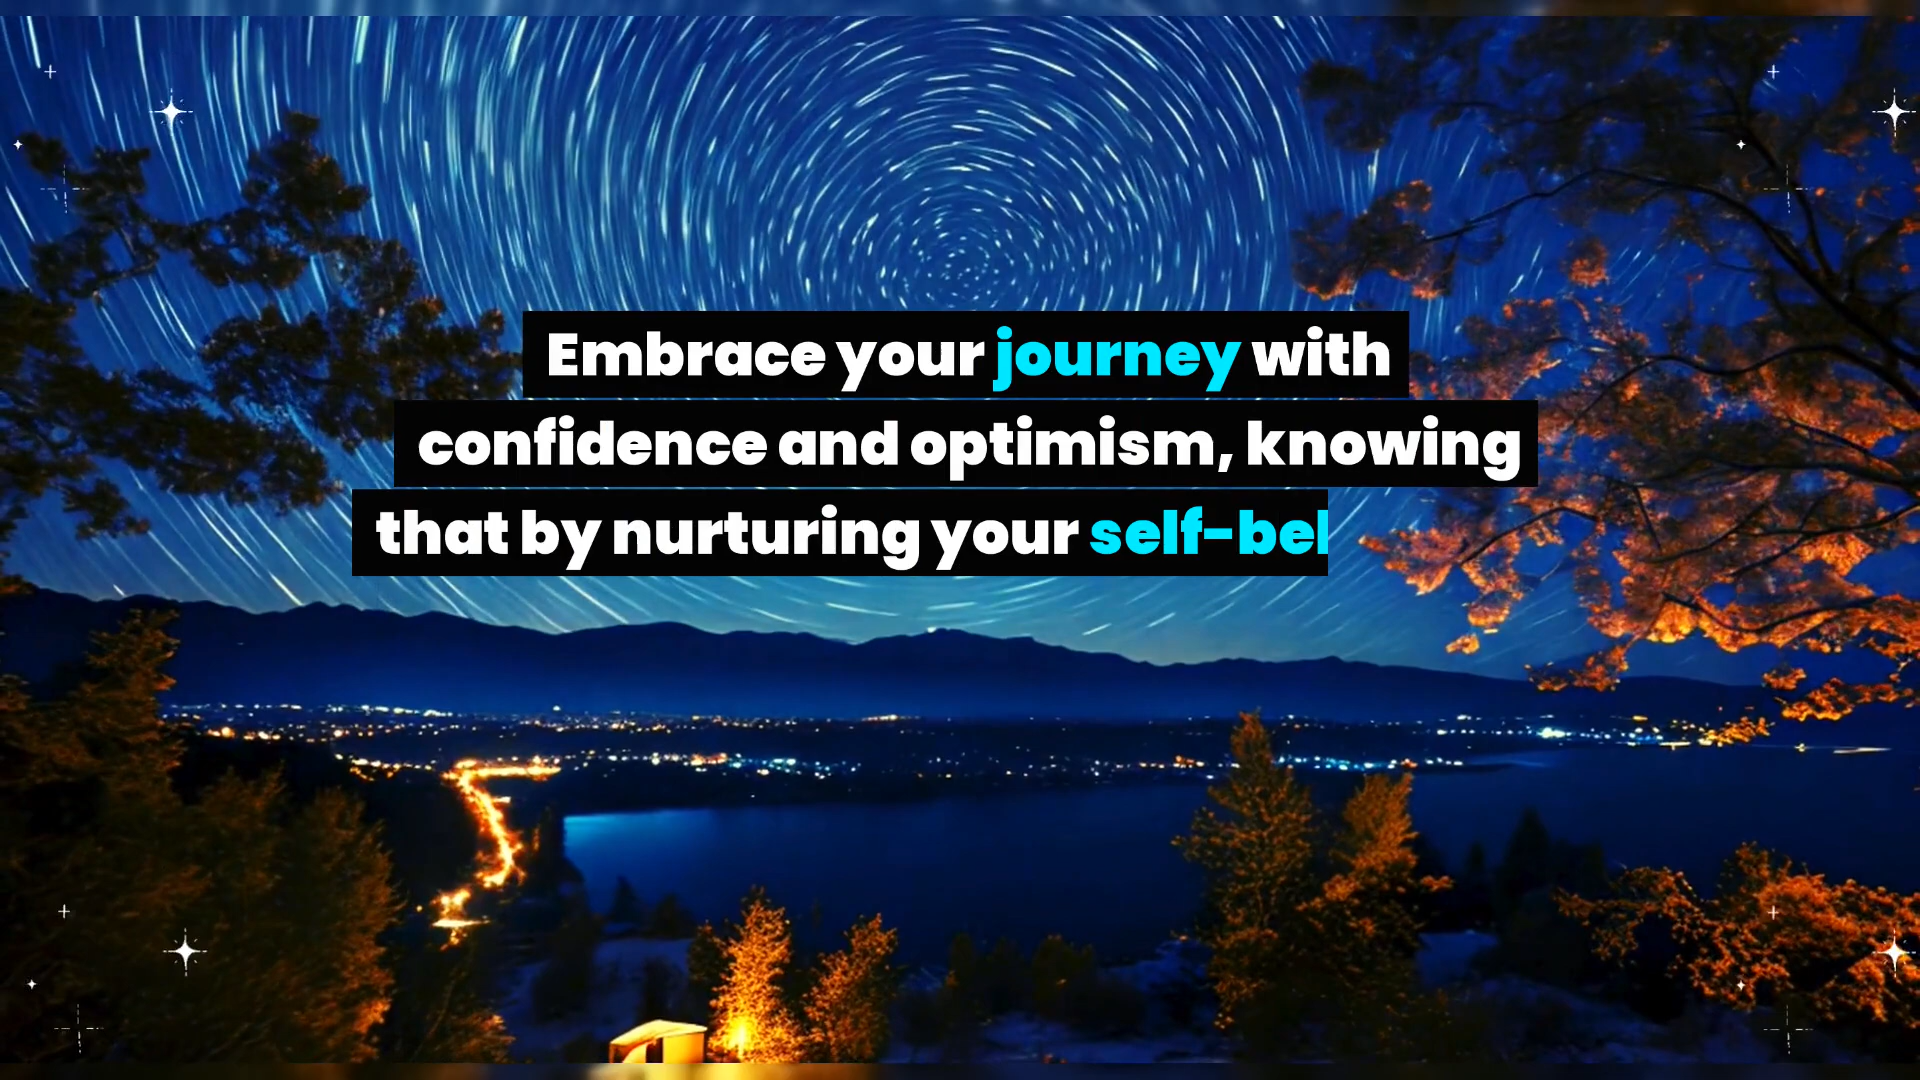 Embrace your journey with
confidence and optimism, knowing
that by nurturing your self-bel